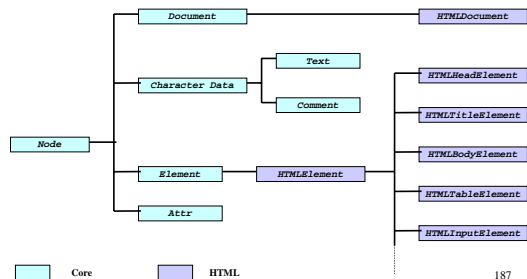 Document
HTMLDocument
Text
Character Data
HTMLHeadElement
Comment
HTMLTitleElement
Node
HTMLBodyElement
Element
HTMLElement
HTMLTableElement
Attr
HTMLInputElement
Core
HTML
187